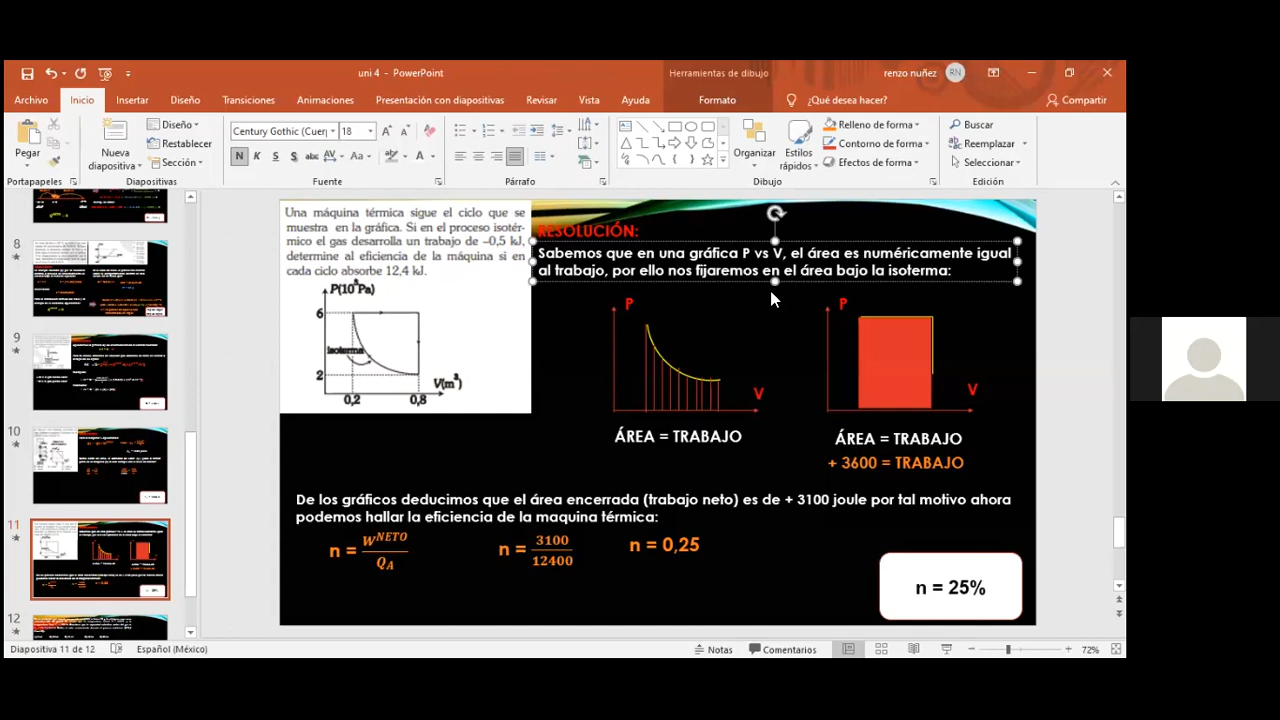 uni 4 - PowerPoint
Herramientas de dibujo
renzo nuñez
RN
Archivo
Inicio
Insertar
Diseño
Transiciones
Animaciones
Presentación con diapositivas
Revisar
Vista
Ayuda
Formato
¿Qué desea hacer?
Compartir
Pegar
Nueva
diapositiva
Diseño
Restablecer
Sección
Century Gothic (Cuer
18
N K S S abc AV Aa A
Organizar
Estilos
rápidos
Relleno de forma
Contorno de forma
Efectos de forma
Buscar
Reemplazar
Seleccionar
Portapapeles
Diapositivas
Fuente
Párrafo
Dibujo
Edición
8
9
10
11
12
Una máquina térmica sigue el ciclo que se
muestra en la gráfica. Si en el proceso isotér-
mico el gas desarrolla un trabajo de –0,5 kJ,
determine al eficiencia de la máquina si en
cada ciclo absorbe 12,4 kJ.
6
2
isoterma
V(m³)
0,2
0,8
RESOLUCIÓN:
Sabemos que en una gráfica P vs V, el área es numéricamente igual
al trabajo, por ello nos fijaremos en el área bajo la isoterma:
P
V
ÁREA = TRABAJO
P
V
ÁREA = TRABAJO
+ 3600 = TRABAJO
De los gráficos deducimos que el área encerrada (trabajo neto) es de + 3100 joule por tal motivo ahora
podemos hallar la eficiencia de la maquina térmica:
n = W^NETO / Q_A
n = 3100 / 12400
n = 0,25
n = 25%
Diapositiva 11 de 12
Español (México)
Notas
Comentarios
72%